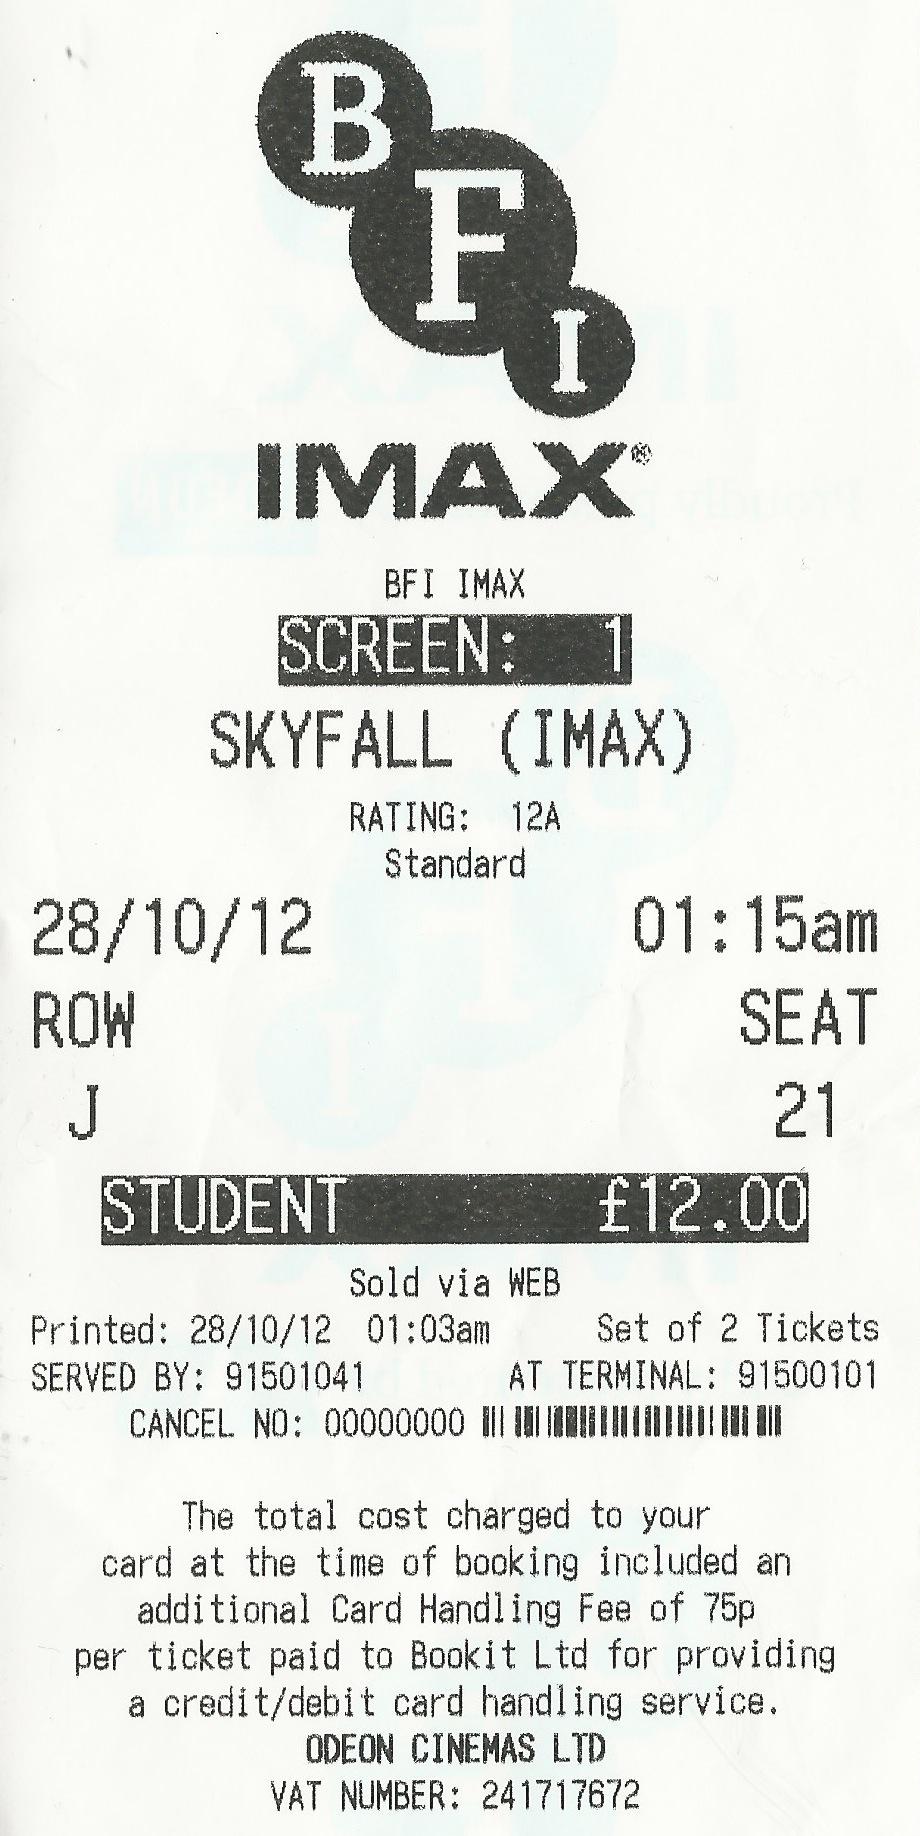 BFI
IMAX®
BFI IMAX
SCREEN: 1
SKYFALL (IMAX)
RATING: 12A
Standard
28/10/12 01:15am
ROW SEAT
J 21
STUDENT £12.00
Sold via WEB
Printed: 28/10/12 01:03am Set of 2 Tickets
SERVED BY: 91501041 AT TERMINAL: 91500101
CANCEL NO: 00000000
The total cost charged to your
card at the time of booking included an
additional Card Handling Fee of 75p
per ticket paid to Bookit Ltd for providing
a credit/debit card handling service.
ODEON CINEMAS LTD
VAT NUMBER: 241717672